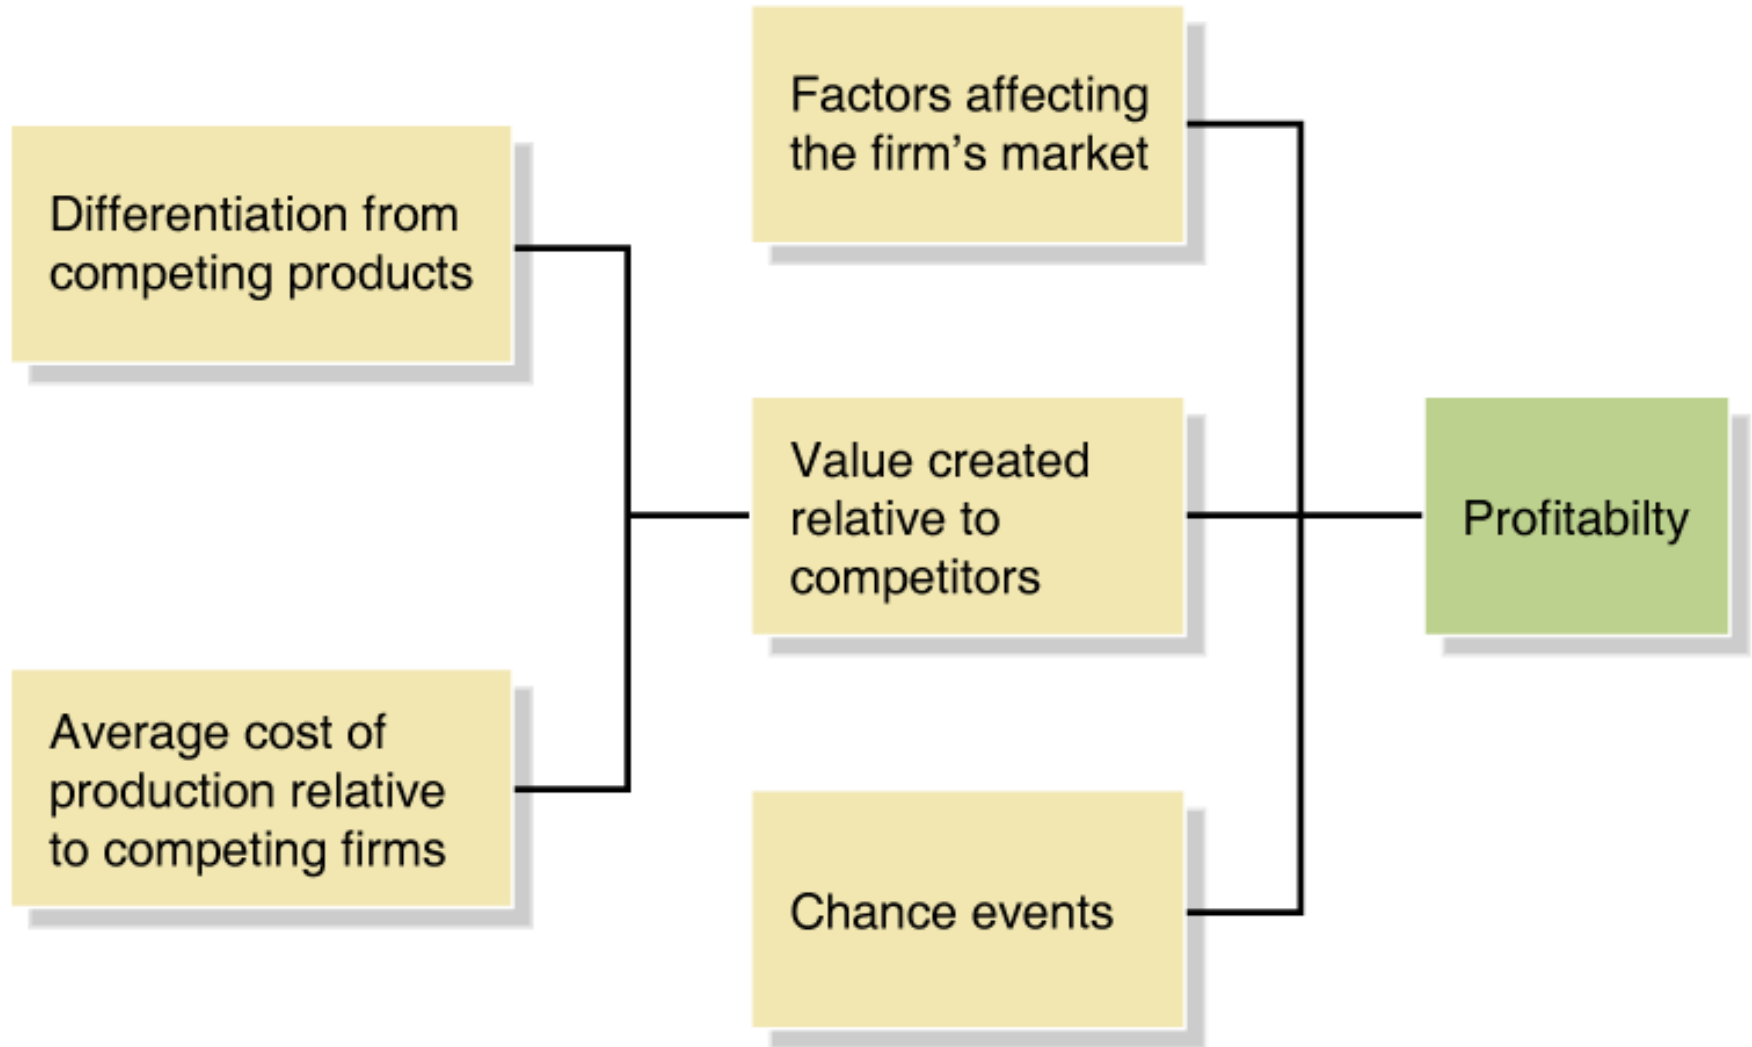 Factors affecting
the firm’s market
Differentiation from
competing products
Value created
relative to
competitors
Profitabilty
Average cost of
production relative
to competing firms
Chance events